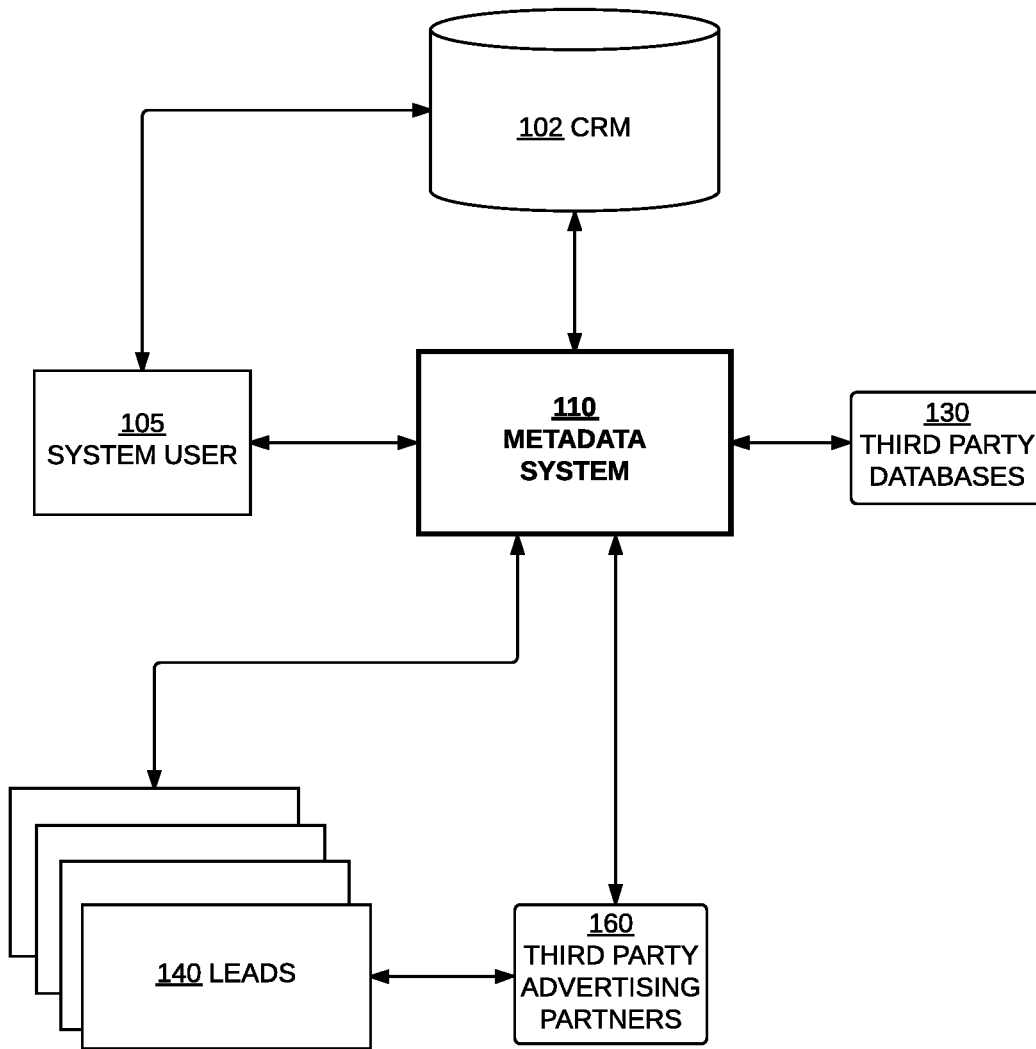 102 CRM
105
SYSTEM USER
110
METADATA
SYSTEM
130
THIRD PARTY
DATABASES
140 LEADS
160
THIRD PARTY
ADVERTISING
PARTNERS